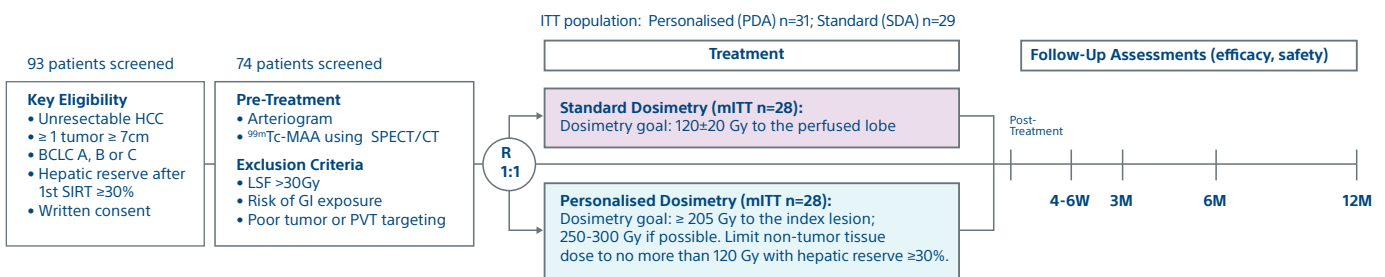 ITT population: Personalised (PDA) n=31; Standard (SDA) n=29
93 patients screened
Key Eligibility
• Unresectable HCC
• ≥ 1 tumor ≥ 7cm
• BCLC A, B or C
• Hepatic reserve after
1st SIRT ≥30%
• Written consent
74 patients screened
Pre-Treatment
• Arteriogram
• 99mTc-MAA using SPECT/CT
Exclusion Criteria
• LSF >30Gy
• Risk of GI exposure
• Poor tumor or PVT targeting
R
1:1
Treatment
Standard Dosimetry (mITT n=28):
Dosimetry goal: 120±20 Gy to the perfused lobe
Personalised Dosimetry (mITT n=28):
Dosimetry goal: ≥ 205 Gy to the index lesion;
250-300 Gy if possible. Limit non-tumor tissue
dose to no more than 120 Gy with hepatic reserve ≥30%.
Follow-Up Assessments (efficacy, safety)
Post-
Treatment
4-6W 3M 6M 12M